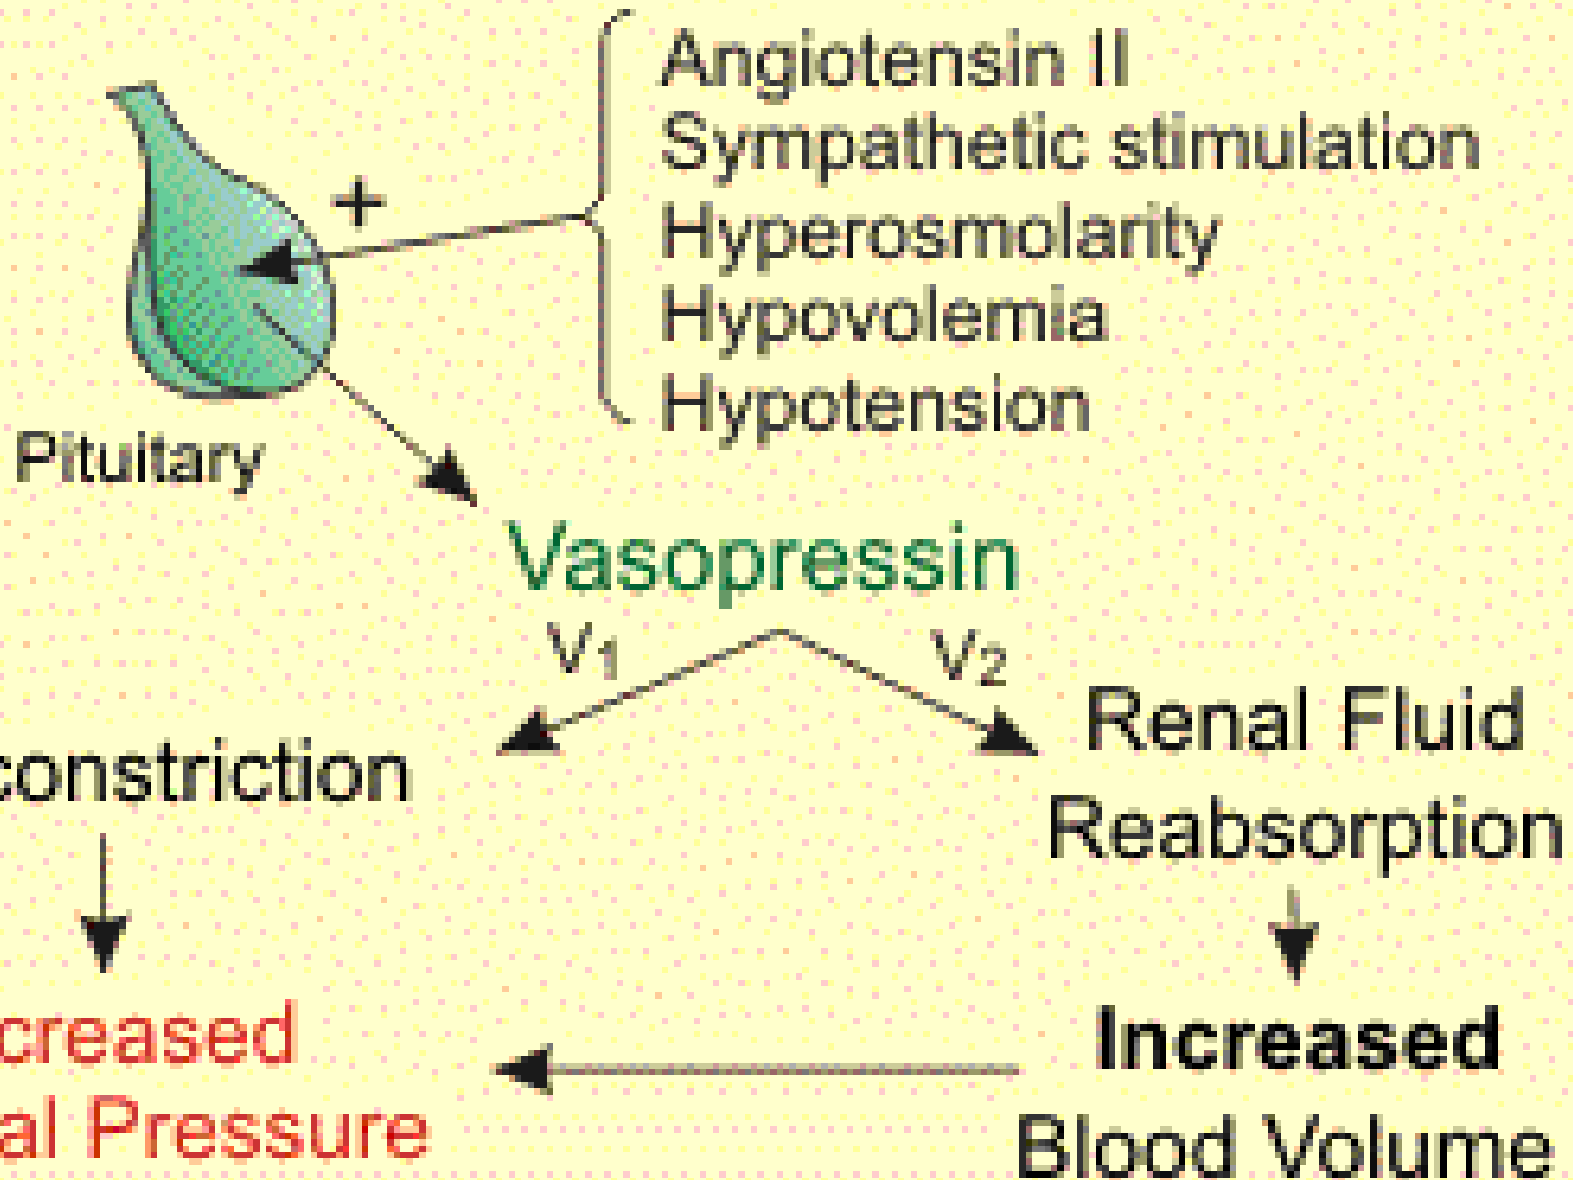 Angiotensin II
Sympathetic stimulation
Hyperosmolarity
Hypovolemia
Hypotension
+
Pituitary
Vasopressin
V1
V2
constriction
Renal Fluid
Reabsorption
creased
al Pressure
Increased
Blood Volume